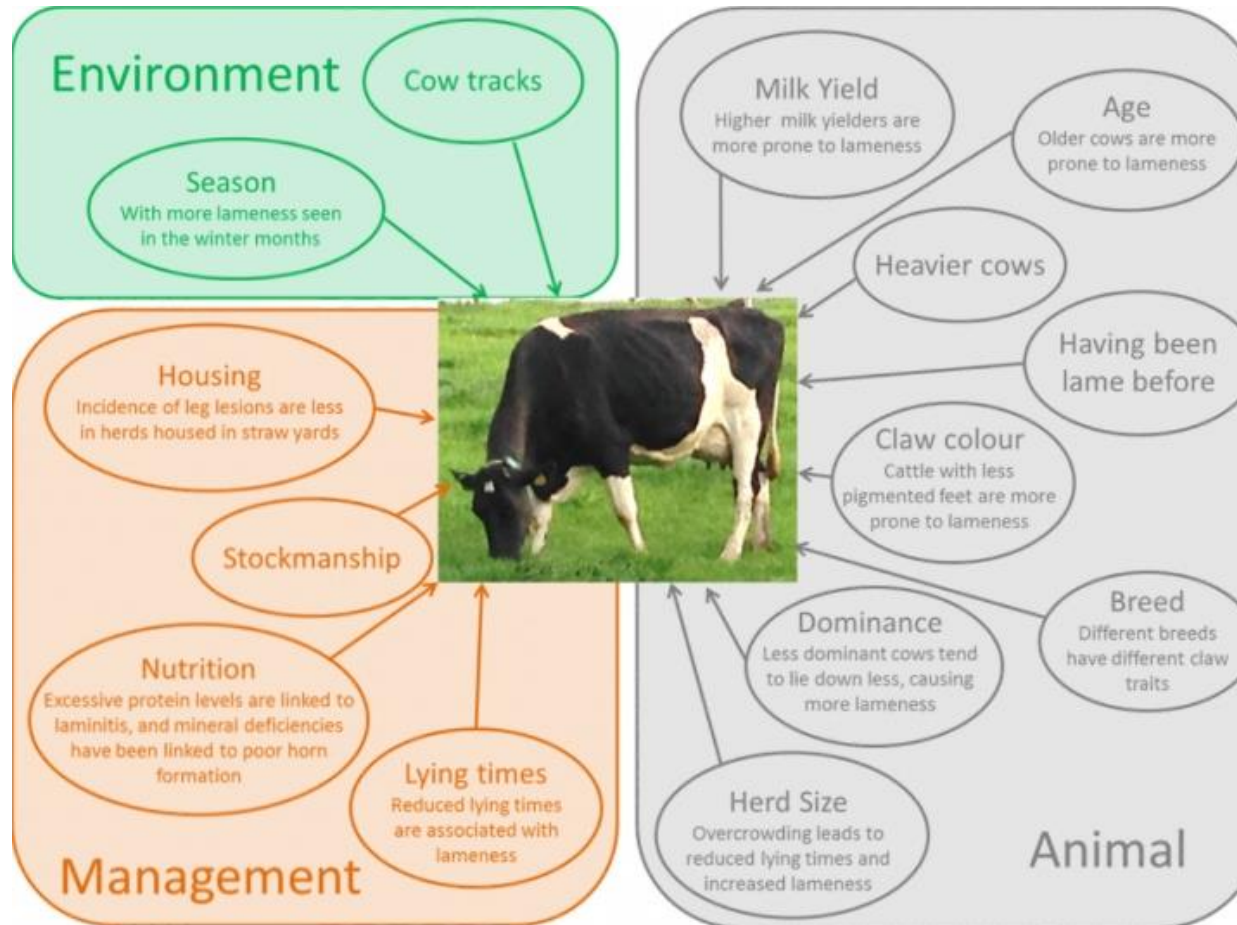 Environment
Cow tracks
Season
With more lameness seen
in the winter months
Housing
Incidence of leg lesions are less
in herds housed in straw yards
Stockmanship
Nutrition
Excessive protein levels are linked to
laminitis, and mineral deficiencies
have been linked to poor horn
formation
Lying times
Reduced lying times
are associated with
lameness
Management
Milk Yield
Higher milk yielders are
more prone to lameness
Age
Older cows are more
prone to lameness
Heavier cows
Having been
lame before
Claw colour
Cattle with less
pigmented feet are more
prone to lameness
Breed
Different breeds
have different claw
traits
Dominance
Less dominant cows tend
to lie down less, causing
more lameness
Herd Size
Overcrowding leads to
reduced lying times and
increased lameness
Animal